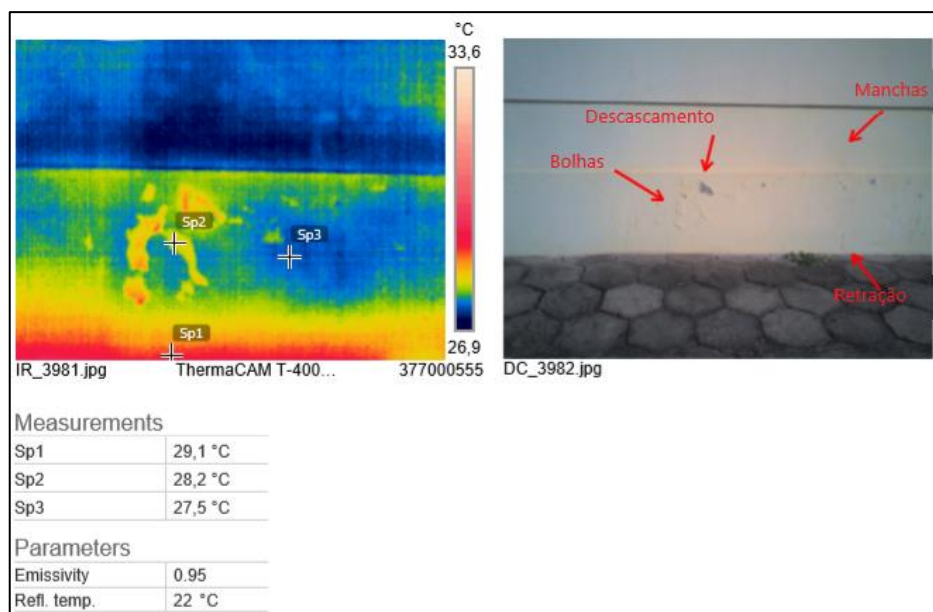 °C
33,6
Sp2
Sp3
Sp1
26,9
IR_3981.jpg ThermaCAM T-400... 377000555
Manchas
Descascamento
Bolhas
Retração
DC_3982.jpg
Measurements
Sp1 29,1 °C
Sp2 28,2 °C
Sp3 27,5 °C
Parameters
Emissivity 0.95
Refl. temp. 22 °C